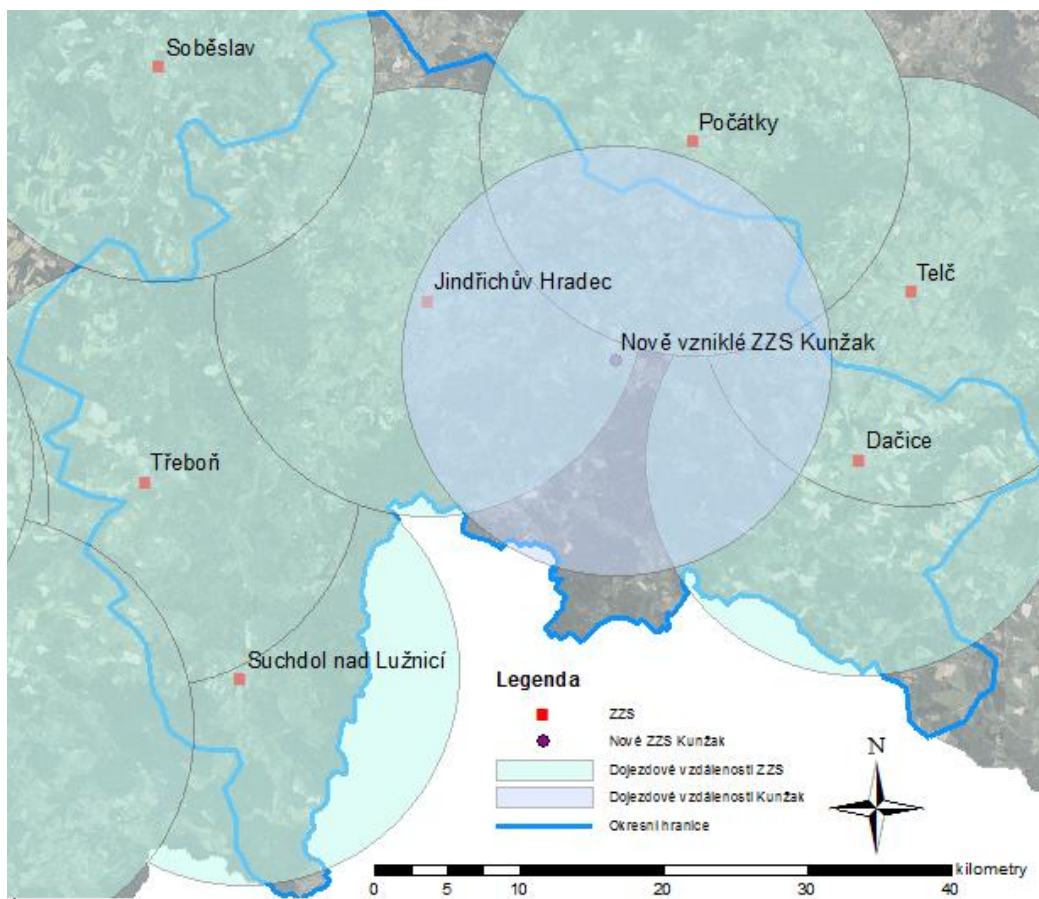 Soběslav
Počátky
Telč
Jindřichův Hradec
Nově vzniklé ZZS Kunžak
Dačice
Třeboň
Suchdol nad Lužnicí
Legenda
ZZS
Nové ZZS Kunžak
Dojezdové vzdálenosti ZZS
Dojezdové vzdálenosti Kunžak
Okresní hranice
N
kilometry
0 5 10 20 30 40